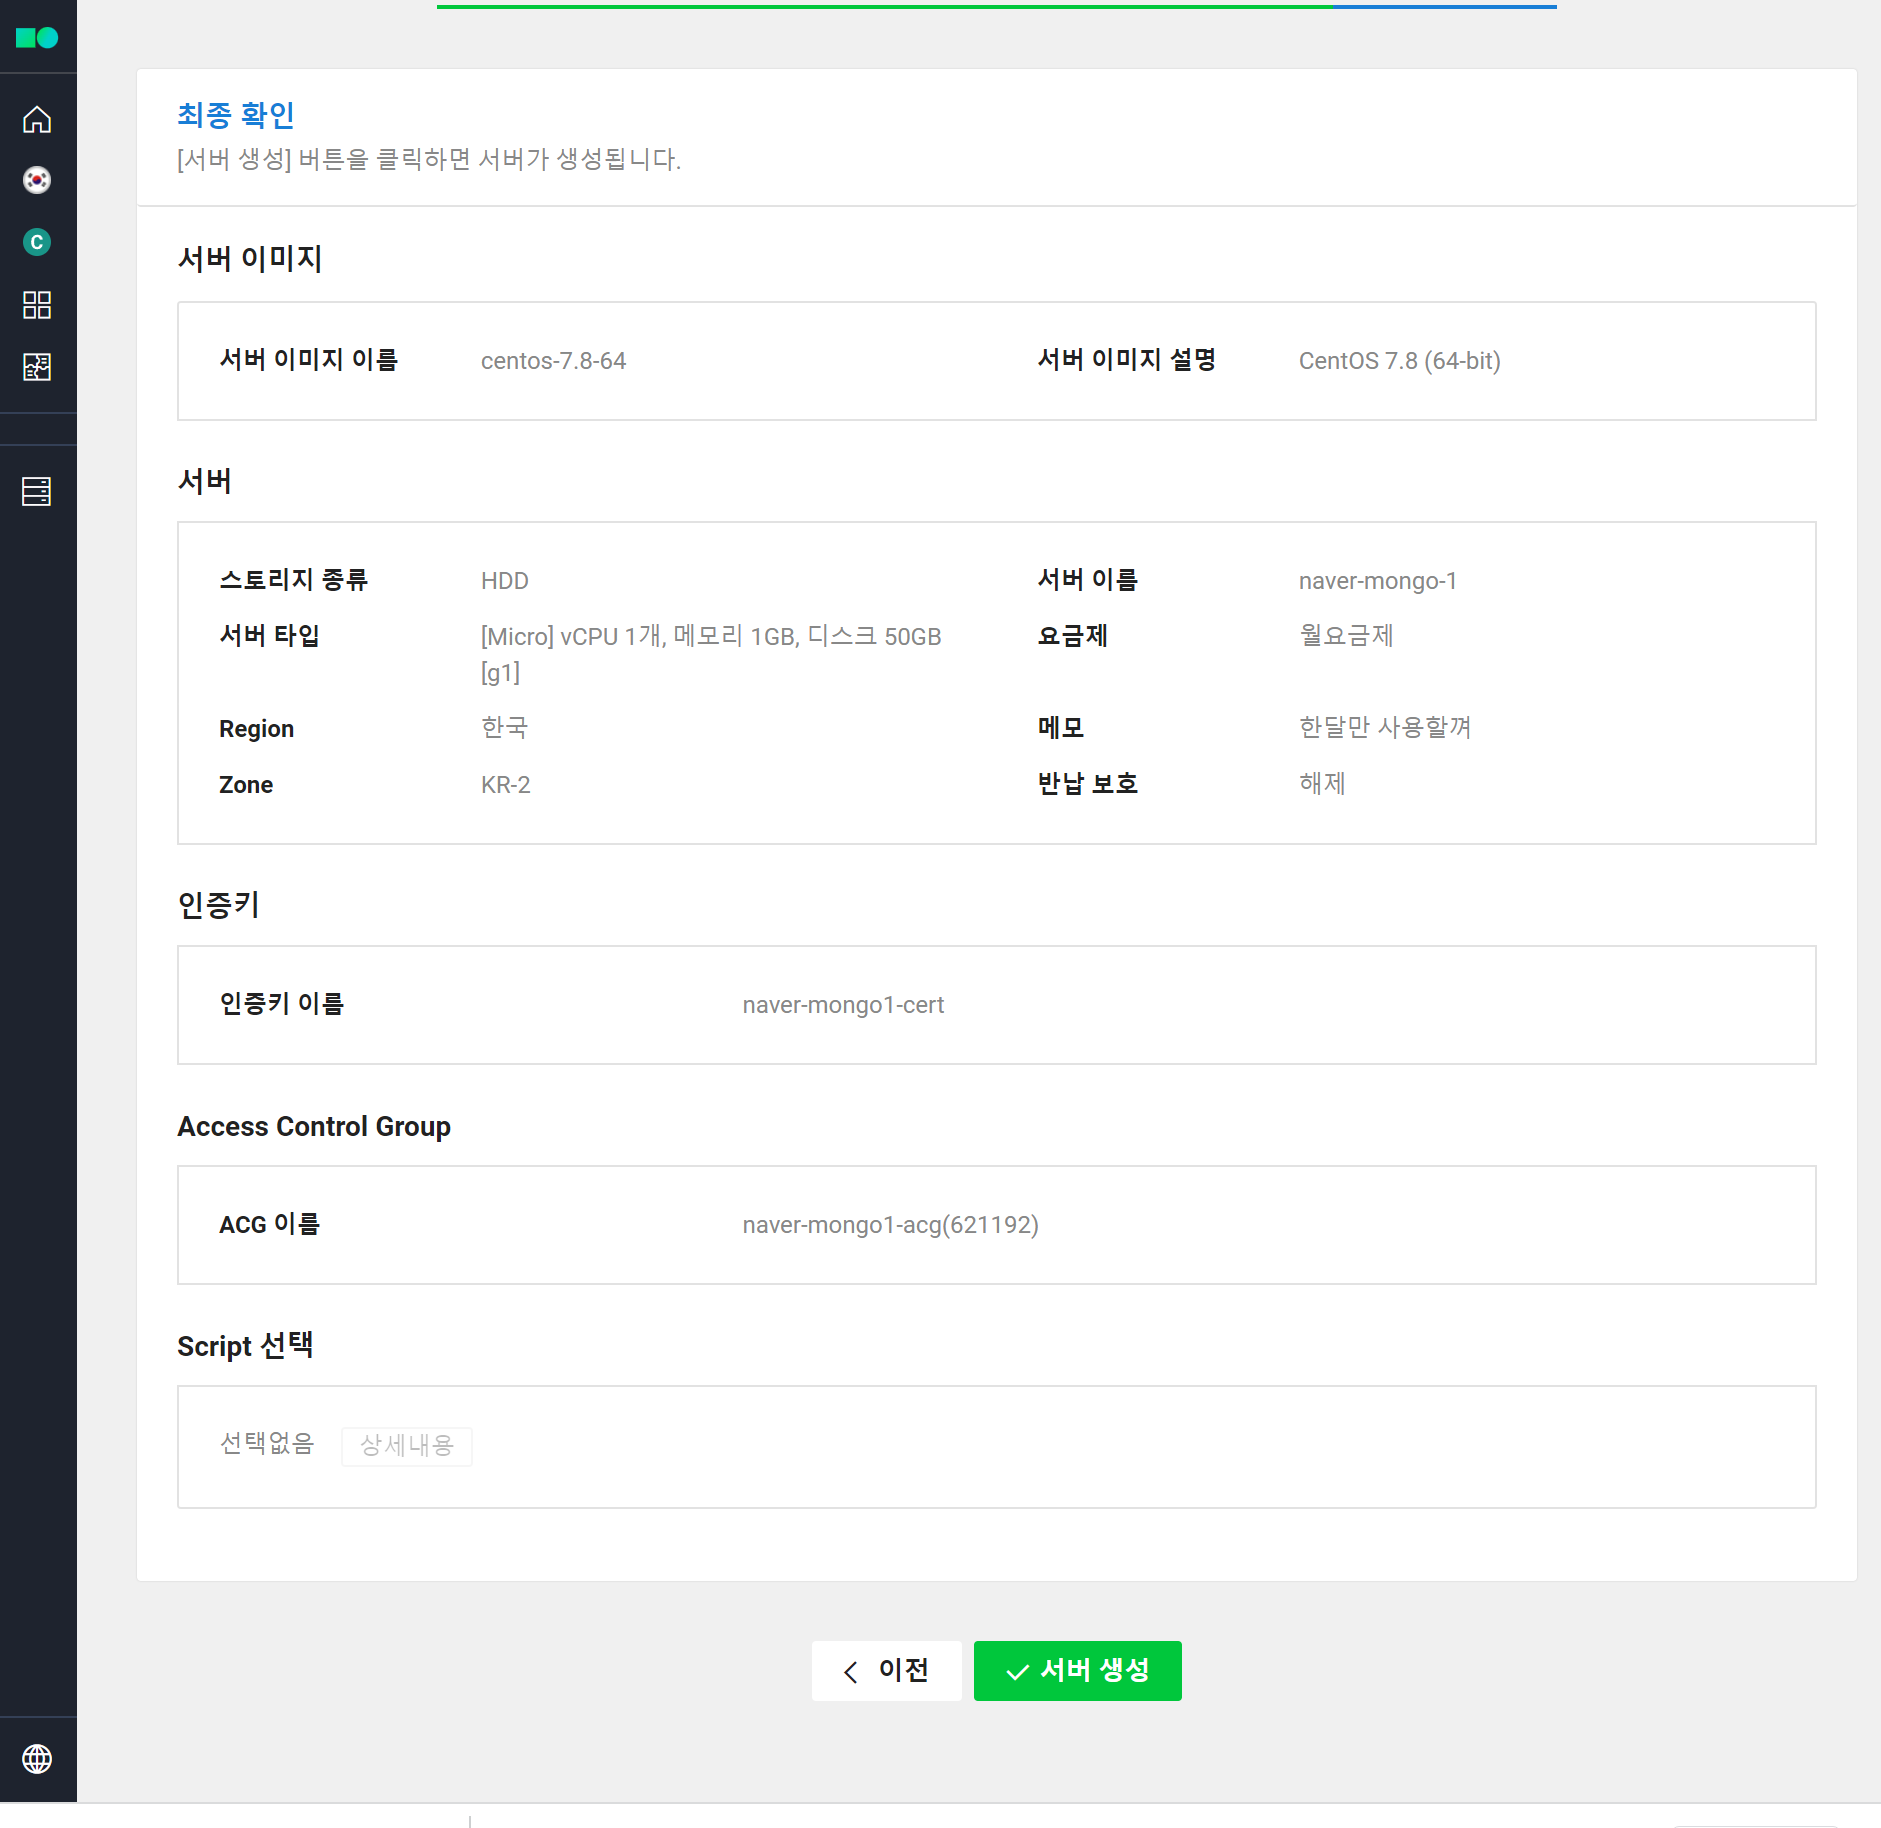 C
최종 확인
[서버 생성] 버튼을 클릭하면 서버가 생성됩니다.
서버 이미지
서버 이미지 이름 centos-7.8-64 서버 이미지 설명 CentOS 7.8 (64-bit)
서버
스토리지 종류 HDD 서버 이름 naver-mongo-1
서버 타입 [Micro] vCPU 1개, 메모리 1GB, 디스크 50GB 요금제 월요금제
[g1]
Region 한국 메모 한달만 사용할껴
Zone KR-2 반납 보호 해제
인증키
인증키 이름 naver-mongo1-cert
Access Control Group
ACG 이름 naver-mongo1-acg(621192)
Script 선택
선택없음 상세내용
이전 서버 생성